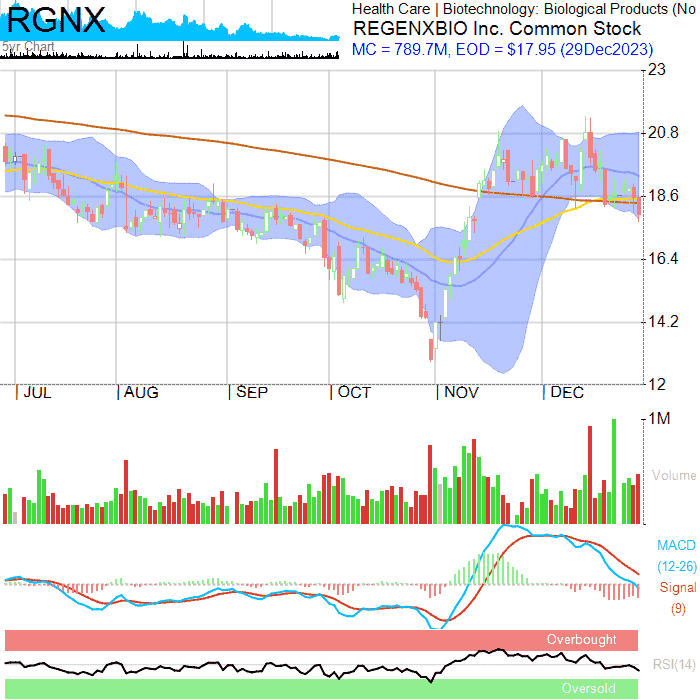 RGNX
5yr Chart
Health Care | Biotechnology: Biological Products (No
REGENXBIO Inc. Common Stock
MC = 789.7M, EOD = $17.95 (29Dec2023)
23
20.8
18.6
16.4
14.2
12
| JUL | AUG | SEP | OCT | NOV | DEC
1M
Volume
MACD
(12-26)
Signal
(9)
Overbought
RSI(14)
Oversold